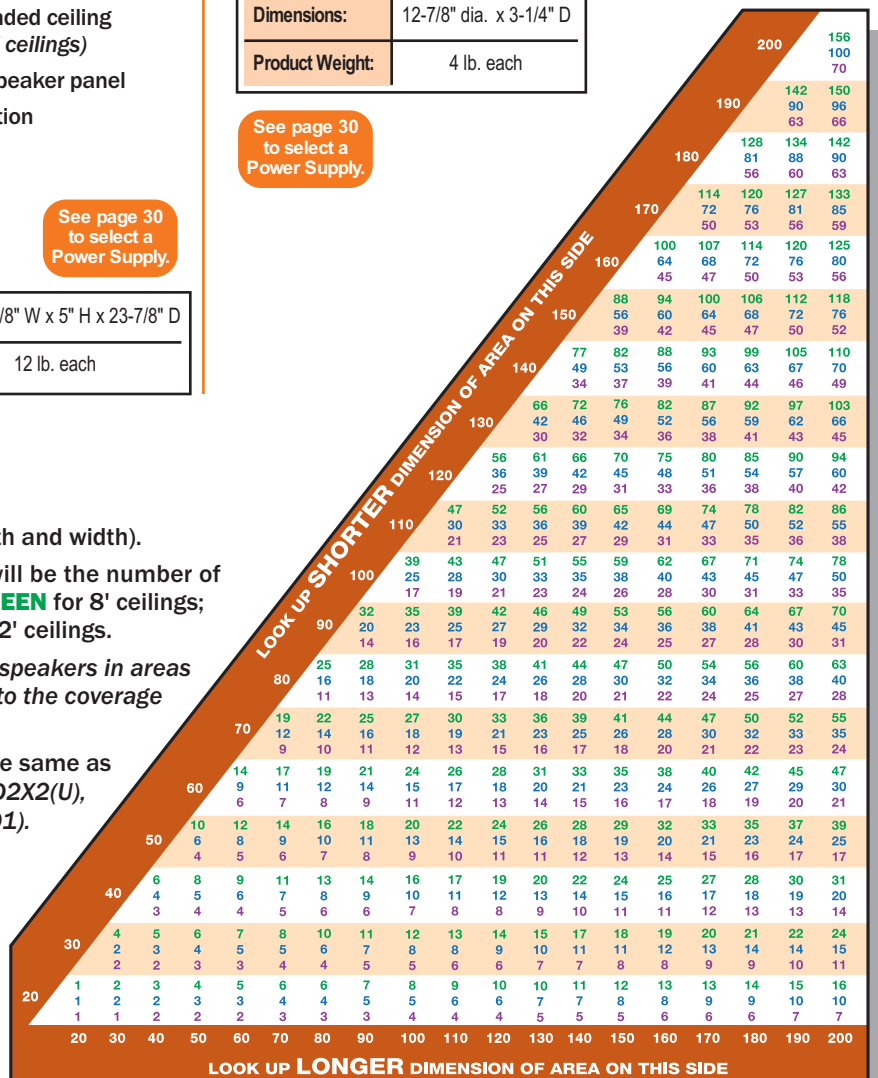 nded ceiling
ceilings)
peaker panel
tion
See page 30
to select a
Power Supply.
/8" W x 5" H x 23-7/8" D
12 lb. each
Dimensions: 12-7/8" dia. x 3-1/4" D
Product Weight: 4 lb. each
See page 30
to select a
Power Supply.
th and width).
will be the number of
EEN for 8' ceilings;
2' ceilings.
speakers in areas
to the coverage
e same as
D2X2(U),
D1).
LOOK UP SHORTER DIMENSION OF AREA ON THIS SIDE
200
156
100
70
190
142 150
90 96
63 66
180
128 134 142
81 88 90
56 60 63
170
114 120 127 133
72 76 81 85
50 53 56 59
160
100 107 114 120 125
64 68 72 76 80
45 47 50 53 56
150
88 94 100 106 112 118
56 60 64 68 72 76
39 42 45 47 50 52
140
77 82 88 93 99 105 110
49 53 56 60 63 67 70
34 37 39 41 44 46 49
130
66 72 76 82 87 92 97 103
42 46 49 52 56 59 62 66
30 32 34 36 38 41 43 45
120
56 61 66 70 75 80 85 90 94
36 39 42 45 48 51 54 57 60
25 27 29 31 33 36 38 40 42
110
47 52 56 60 65 69 74 78 82 86
30 33 36 39 42 44 47 50 52 55
21 23 25 27 29 31 33 35 36 38
100
39 43 47 51 55 59 62 67 71 74 78
25 28 30 33 35 38 40 43 45 47 50
17 19 21 23 24 26 28 30 31 33 35
90
32 35 39 42 46 49 53 56 60 64 67 70
20 23 25 27 29 32 34 36 38 41 43 45
14 16 17 19 20 22 24 25 27 28 30 31
80
25 28 31 35 38 41 44 47 50 54 56 60 63
16 18 20 22 24 26 28 30 32 34 36 38 40
11 13 14 15 17 18 20 21 22 24 25 27 28
70
19 22 25 27 30 33 36 39 41 44 47 50 52 55
12 14 16 18 19 21 23 25 26 28 30 32 33 35
9 10 11 12 13 15 16 17 18 20 21 22 23 24
60
14 17 19 21 24 26 28 31 33 35 38 40 42 45 47
9 11 12 14 15 17 18 20 21 23 24 26 27 29 30
6 7 8 9 11 12 13 14 15 16 17 18 19 20 21
50
10 12 14 16 18 20 22 24 26 28 29 32 33 35 37 39
6 8 9 10 11 13 14 15 16 18 19 20 21 23 24 25
4 5 6 7 8 9 10 11 11 12 13 14 15 16 17 17
40
6 8 9 11 13 14 16 17 19 20 22 24 25 27 28 30 31
4 5 6 8 8 9 10 11 12 13 14 15 16 17 18 19 20
3 4 4 5 6 6 7 8 8 9 10 11 11 12 13 13 14
30
4 5 6 7 8 10 11 12 13 14 15 17 18 19 20 21 22 24
2 3 4 5 5 6 7 8 8 9 10 11 11 12 13 14 14 15
2 2 3 3 4 4 5 5 6 6 7 7 8 8 9 9 10 11
20
1 2 3 4 5 6 6 7 8 9 10 10 11 12 13 13 14 15 16
1 2 2 3 3 4 4 5 5 6 6 7 7 8 8 9 9 10 10
1 1 2 2 2 3 3 3 4 4 4 5 5 5 6 6 6 7 7
20 30 40 50 60 70 80 90 100 110 120 130 140 150 160 170 180 190 200
LOOK UP LONGER DIMENSION OF AREA ON THIS SIDE